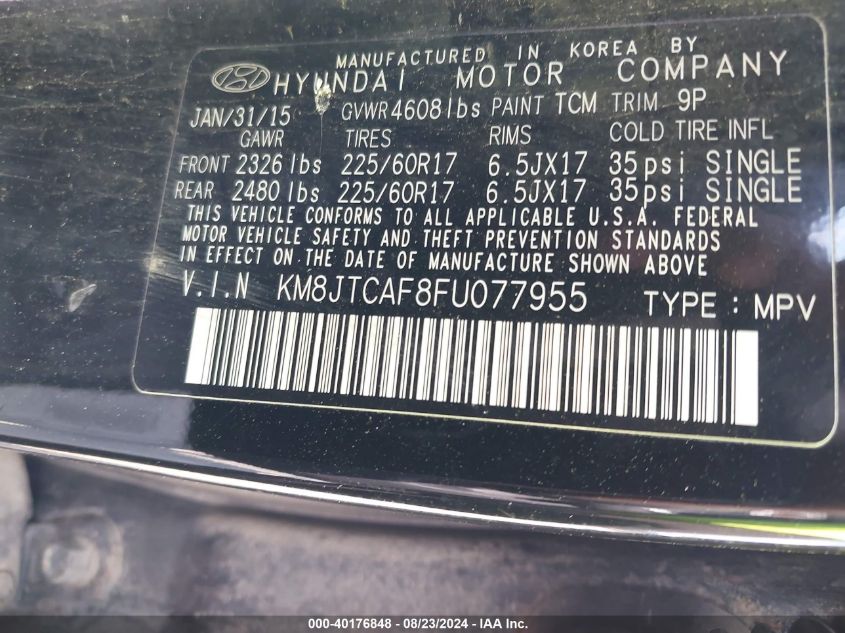 MANUFACTURED IN KOREA BY
HYUNDAI MOTOR COMPANY
JAN/31/15 GVWR 4608 lbs PAINT TCM TRIM 9P
GAWR TIRES RIMS COLD TIRE INFL
FRONT 2326 lbs 225/60R17 6.5JX17 35psi SINGLE
REAR 2480 lbs 225/60R17 6.5JX17 35psi SINGLE
THIS VEHICLE CONFORMS TO ALL APPLICABLE U.S.A. FEDERAL
MOTOR VEHICLE SAFETY AND THEFT PREVENTION STANDARDS
IN EFFECT ON THE DATE OF MANUFACTURE SHOWN ABOVE
V.I.N KM8JTCAF8FU077955 TYPE : MPV
000-40176848 - 08/23/2024 - IAA Inc.